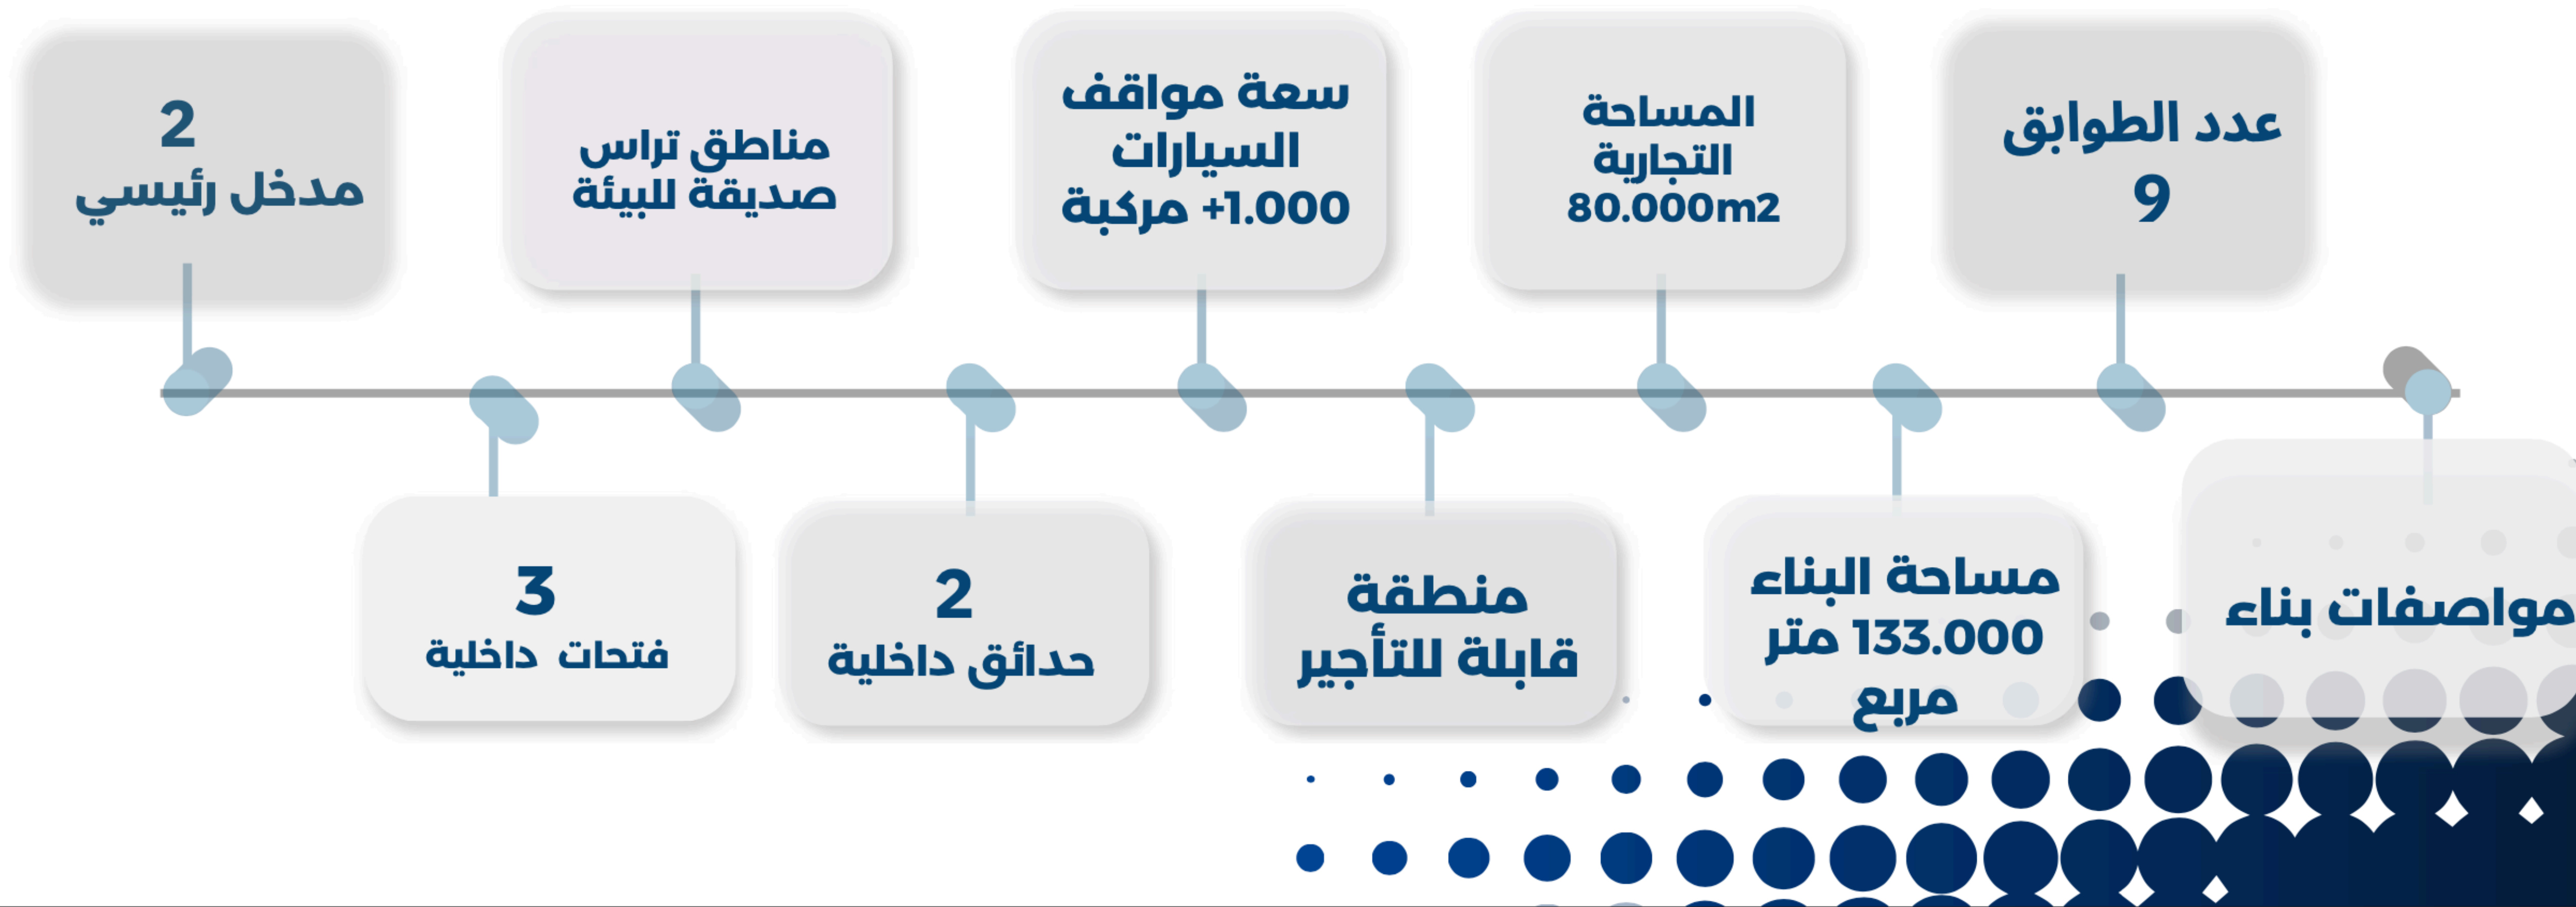 مواصفات بناء
عدد الطوابق
9
مساحة البناء
133.000 متر
مربع
المساحة
التجارية
80.000m2
منطقة
قابلة للتأجير
سعة مواقف
السيارات
1.000+ مركبة
2
حدائق داخلية
مناطق تراس
صديقة للبيئة
3
فتحات داخلية
2
مدخل رئيسي